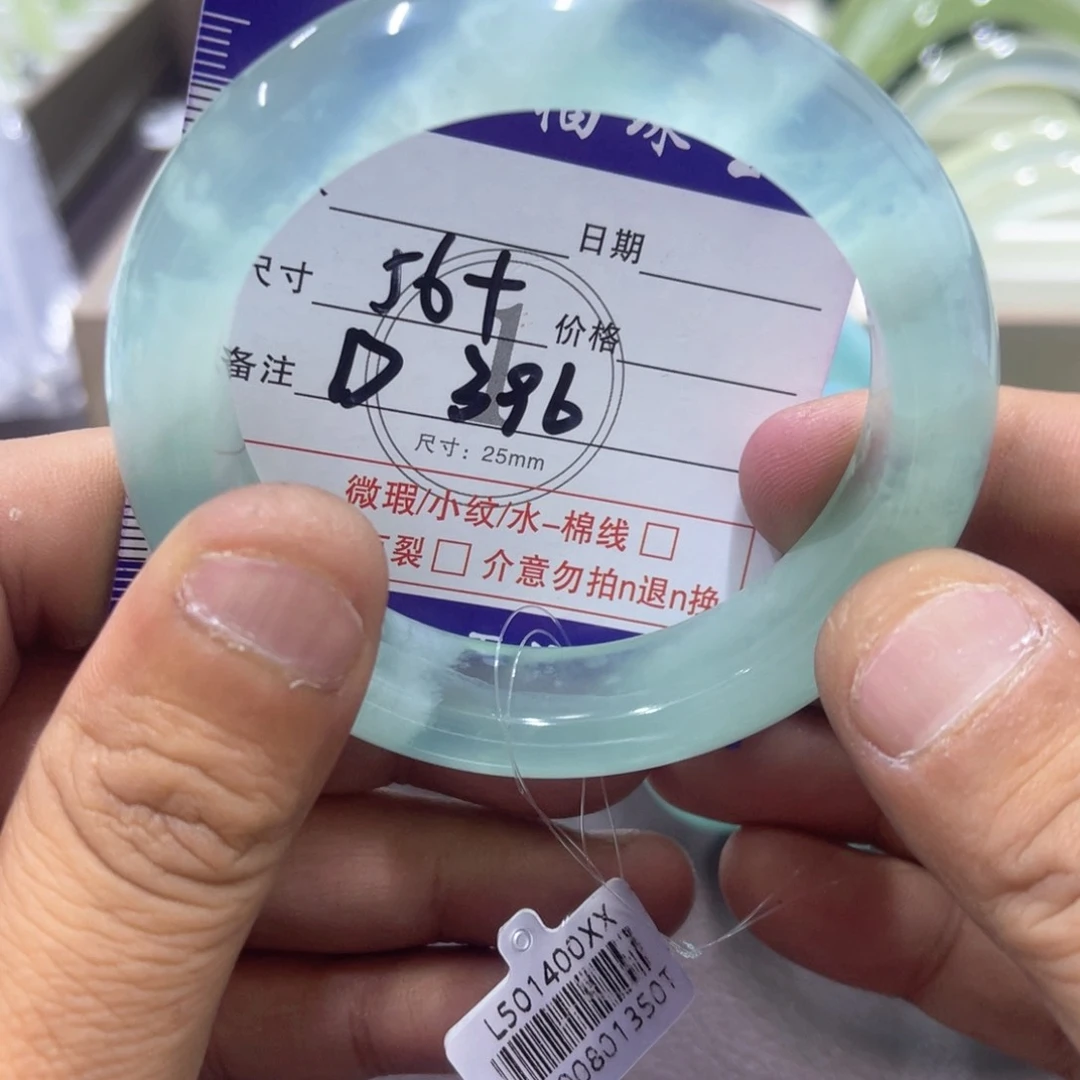 日期
尺寸 56+ 价格
备注 D 396
尺寸: 25mm
微瑕/小纹/水-棉线 □
裂 □ 介意勿拍n退n换
L501400XX
00801350T